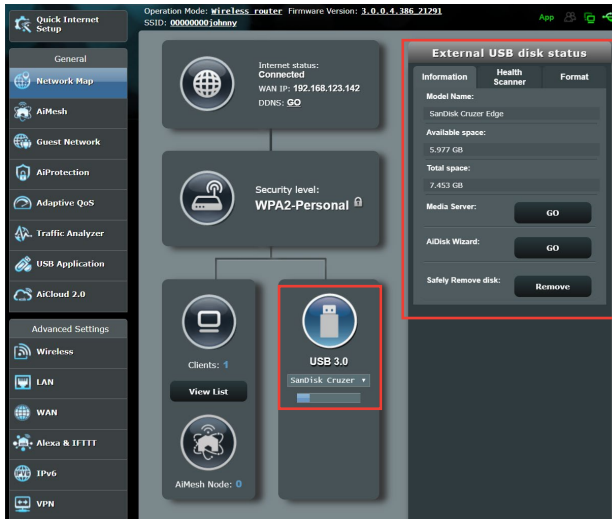 Quick Internet
Setup
Operation Mode: Wireless router Firmware Version: 3.0.0.4.386_21291
SSID: 00000000johnny
App
General
Network Map
AiMesh
Guest Network
AiProtection
Adaptive QoS
Traffic Analyzer
USB Application
AiCloud 2.0
Advanced Settings
Wireless
LAN
WAN
Alexa & IFTTT
IPv6
VPN
Internet status:
Connected
WAN IP: 192.168.123.142
DDNS: GO
Security level:
WPA2-Personal
Clients: 1
View List
AiMesh Node: 0
USB 3.0
SanDisk Cruzer
External USB disk status
Information
Health
Scanner
Format
Model Name:
SanDisk Cruzer Edge
Available space:
5.977 GB
Total space:
7.453 GB
Media Server:
GO
AiDisk Wizard:
GO
Safely Remove disk:
Remove